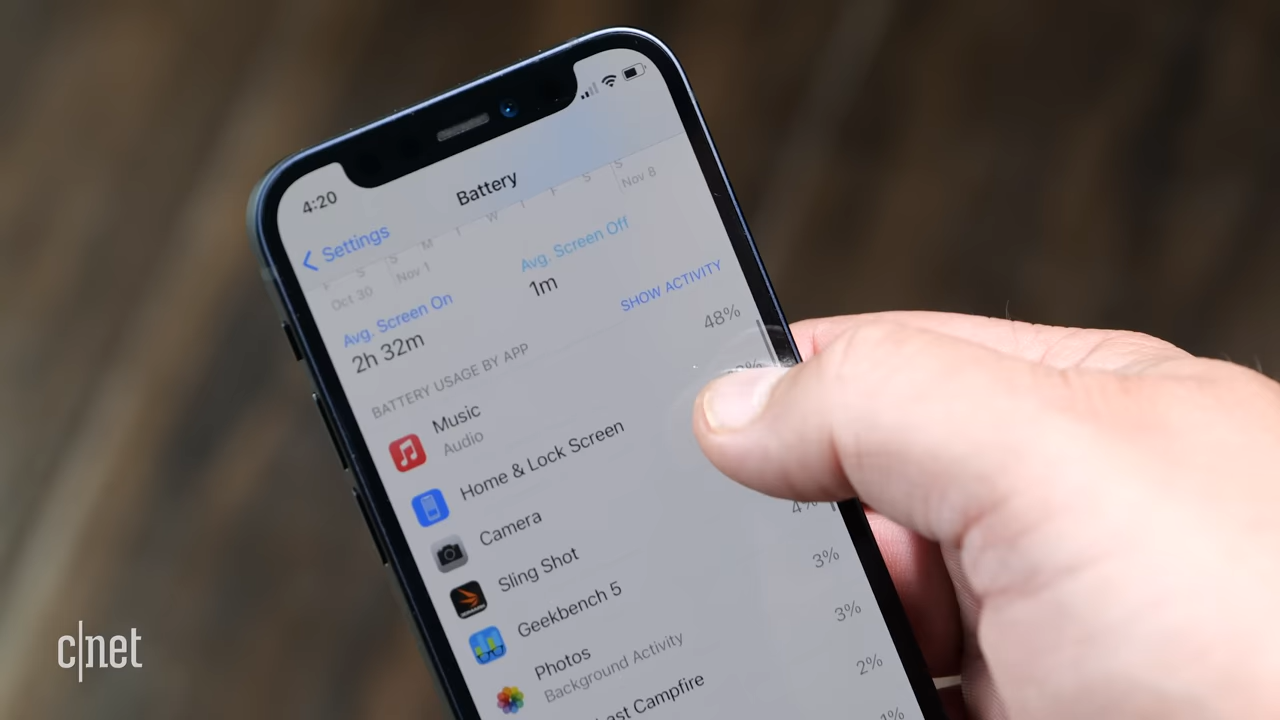 4:20
Settings
Battery
F S S M T W T F S S
Oct 30 Nov 1 Nov 8
Avg. Screen On Avg. Screen Off
2h 32m 1m
BATTERY USAGE BY APP SHOW ACTIVITY
Music 48%
Audio
Home & Lock Screen
Camera
Sling Shot 4%
Geekbench 5 3%
Photos 3%
Background Activity
Campfire 2%
1%
c|net